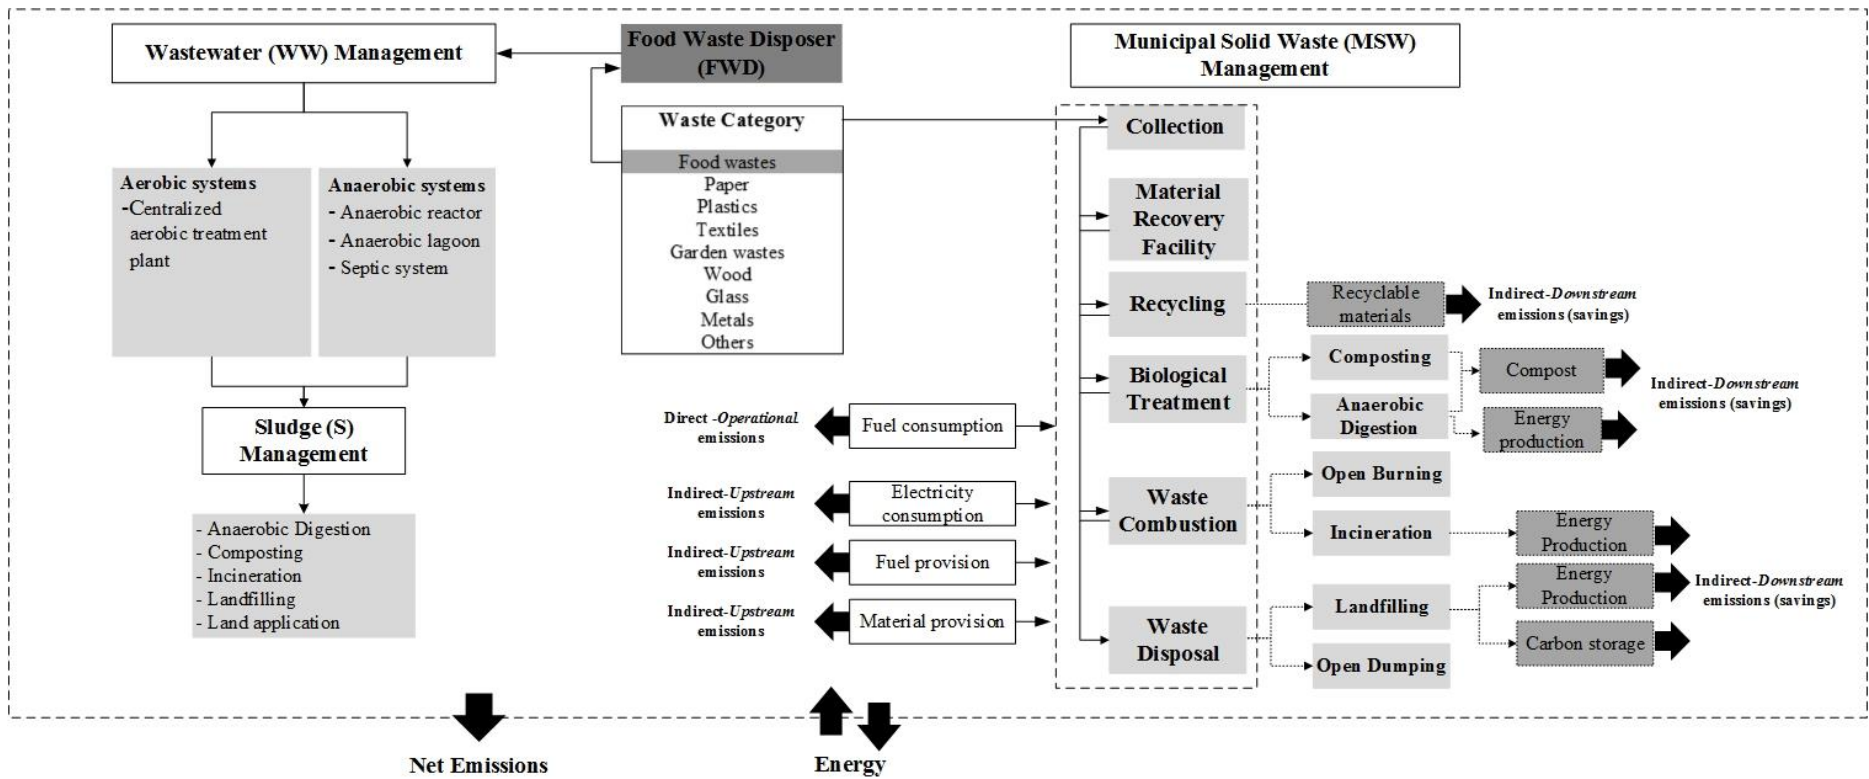 Wastewater (WW) Management
Food Waste Disposer
(FWD)
Municipal Solid Waste (MSW)
Management
Waste Category
Food wastes
Paper
Plastics
Textiles
Garden wastes
Wood
Glass
Metals
Others
Aerobic systems
-Centralized
aerobic treatment
plant
Anaerobic systems
- Anaerobic reactor
- Anaerobic lagoon
- Septic system
Sludge (S)
Management
- Anaerobic Digestion
- Composting
- Incineration
- Landfilling
- Land application
Direct -Operational
emissions
Fuel consumption
Indirect-Upstream
emissions
Electricity
consumption
Indirect-Upstream
emissions
Fuel provision
Indirect-Upstream
emissions
Material provision
Collection
Material
Recovery
Facility
Recycling
Biological
Treatment
Waste
Combustion
Waste
Disposal
Recyclable
materials
Indirect-Downstream
emissions (savings)
Composting
Anaerobic
Digestion
Compost
Energy
production
Indirect-Downstream
emissions (savings)
Open Burning
Incineration
Energy
Production
Landfilling
Open Dumping
Energy
Production
Carbon storage
Indirect-Downstream
emissions (savings)
Net Emissions
Energy